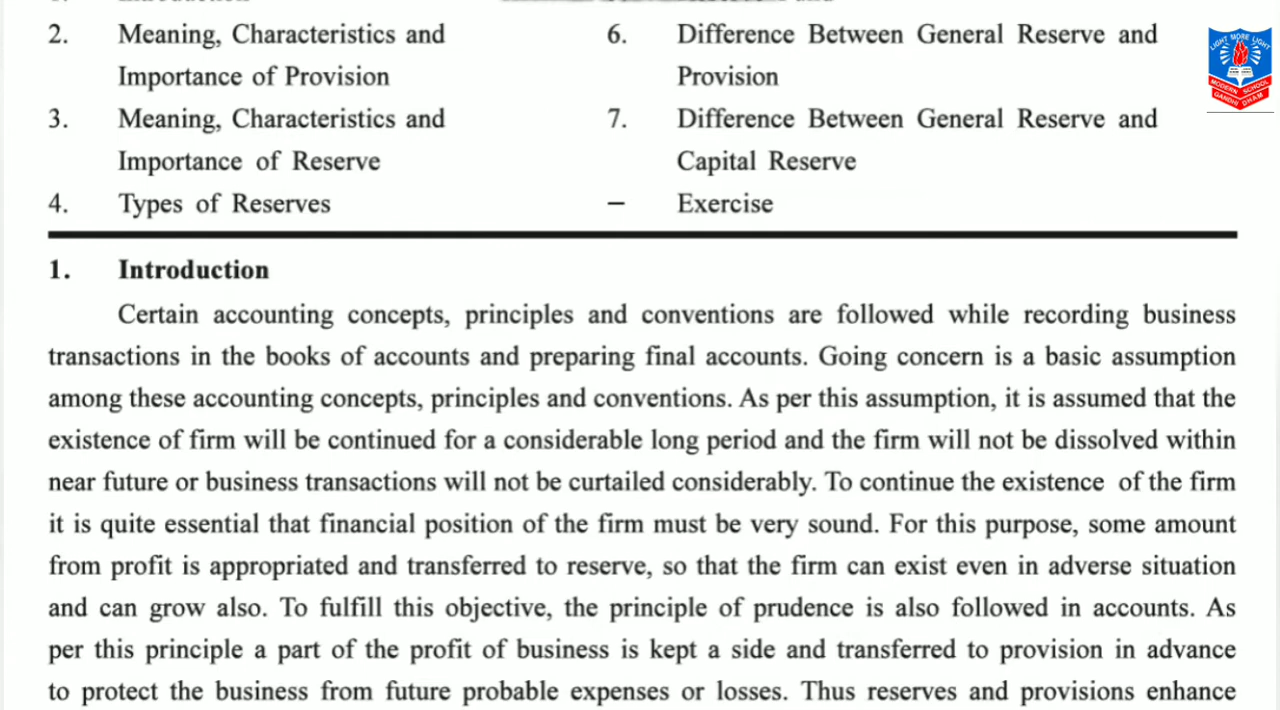 2. Meaning, Characteristics and
Importance of Provision
3. Meaning, Characteristics and
Importance of Reserve
4. Types of Reserves
6. Difference Between General Reserve and
Provision
7. Difference Between General Reserve and
Capital Reserve
– Exercise
LIGHT MORE LIGHT
MODERN SCHOOL
GANDHI DHAM
1. Introduction
Certain accounting concepts, principles and conventions are followed while recording business
transactions in the books of accounts and preparing final accounts. Going concern is a basic assumption
among these accounting concepts, principles and conventions. As per this assumption, it is assumed that the
existence of firm will be continued for a considerable long period and the firm will not be dissolved within
near future or business transactions will not be curtailed considerably. To continue the existence of the firm
it is quite essential that financial position of the firm must be very sound. For this purpose, some amount
from profit is appropriated and transferred to reserve, so that the firm can exist even in adverse situation
and can grow also. To fulfill this objective, the principle of prudence is also followed in accounts. As
per this principle a part of the profit of business is kept a side and transferred to provision in advance
to protect the business from future probable expenses or losses. Thus reserves and provisions enhance